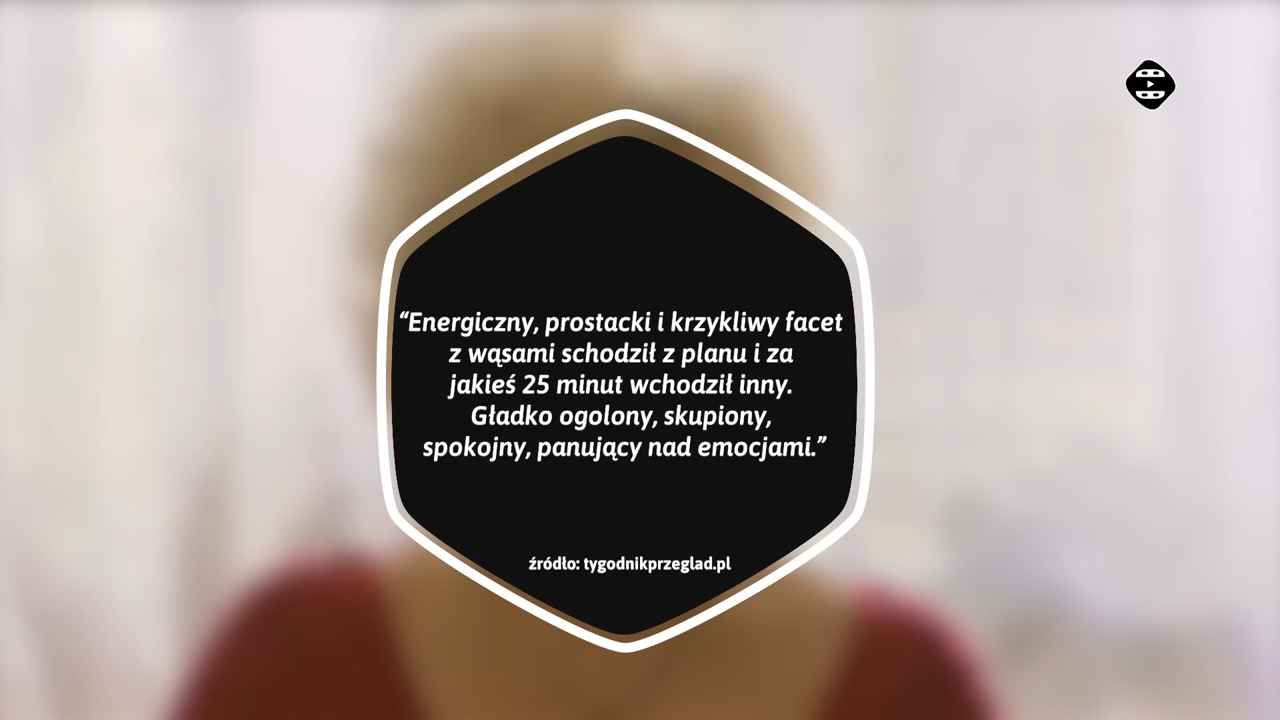 “Energiczny, prostacki i krzykliwy facet
z wąsami schodził z planu i za
jakieś 25 minut wchodził inny.
Gładko ogolony, skupiony,
spokojny, panujący nad emocjami.”
źródło: tygodnikprzeglad.pl